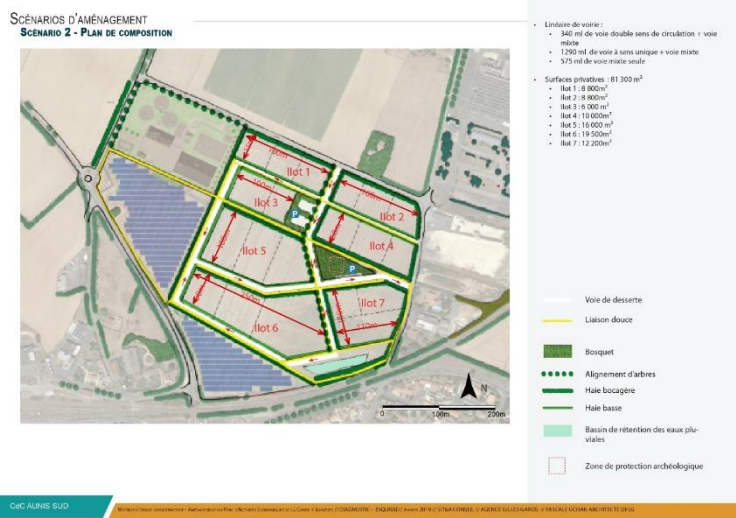 SCÉNARIOS D'AMÉNAGEMENT
SCÉNARIO 2 - PLAN DE COMPOSITION
• Linéaire de voirie :
• 340 ml de voie double sens de circulation + voie
mixte
• 1290 ml de voie à sens unique + voie mixte
• 575 ml de voie mixte seule
• Surfaces privatives : 81 300 m²
• Ilot 1 : 8 800m²
• Ilot 2 : 8 800m²
• Ilot 3 : 6 000 m²
• Ilot 4 : 10 000m²
• Ilot 5 : 16 000 m²
• Ilot 6 : 19 500m²
• Ilot 7 : 12 200m²
Ilot 1
100m
Ilot 3
P
Ilot 2
Ilot 4
Ilot 5
P
Ilot 7
110m
Ilot 6
N
0 100m 200m
Voie de desserte
Liaison douce
Bosquet
Alignement d'arbres
Haie bocagère
Haie basse
Bassin de rétention des eaux plu-
viales
Zone de protection archéologique
CdC AUNIS SUD